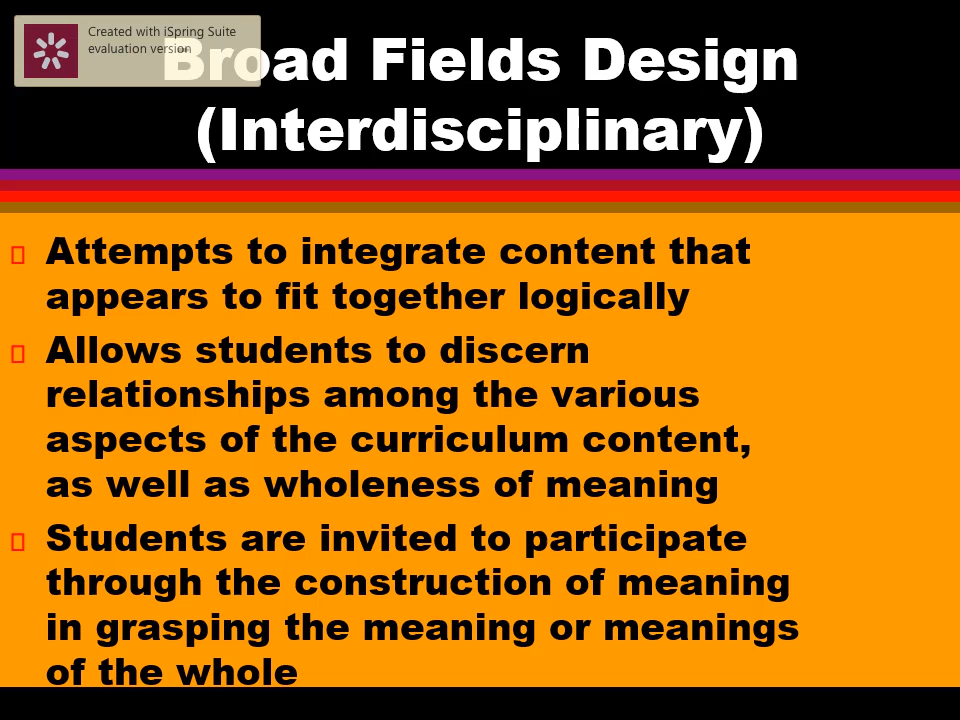 Created with iSpring Suite
evaluation version
Broad Fields Design
(Interdisciplinary)
Attempts to integrate content that
appears to fit together logically
Allows students to discern
relationships among the various
aspects of the curriculum content,
as well as wholeness of meaning
Students are invited to participate
through the construction of meaning
in grasping the meaning or meanings
of the whole